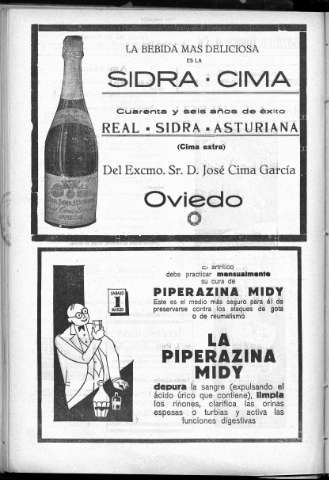 LA BEBIDA MAS DELICIOSA
ES LA
SIDRA · CIMA
Cuarenta y seis años de éxito
REAL · SIDRA · ASTURIANA
(Cima extra)
Del Excmo. Sr. D. José Cima García
Oviedo
artrítico
debe practicar mensualmente
su cura de
PIPERAZINA MIDY
Este es el medio más seguro para él de
preservarse contra los ataques de gota
o de reumatismo
1
LA
PIPERAZINA
MIDY
depura la sangre (expulsando el
ácido úrico que contiene), limpia
los riñones, clarifica las orinas
espesas o turbias y activa las
funciones digestivas